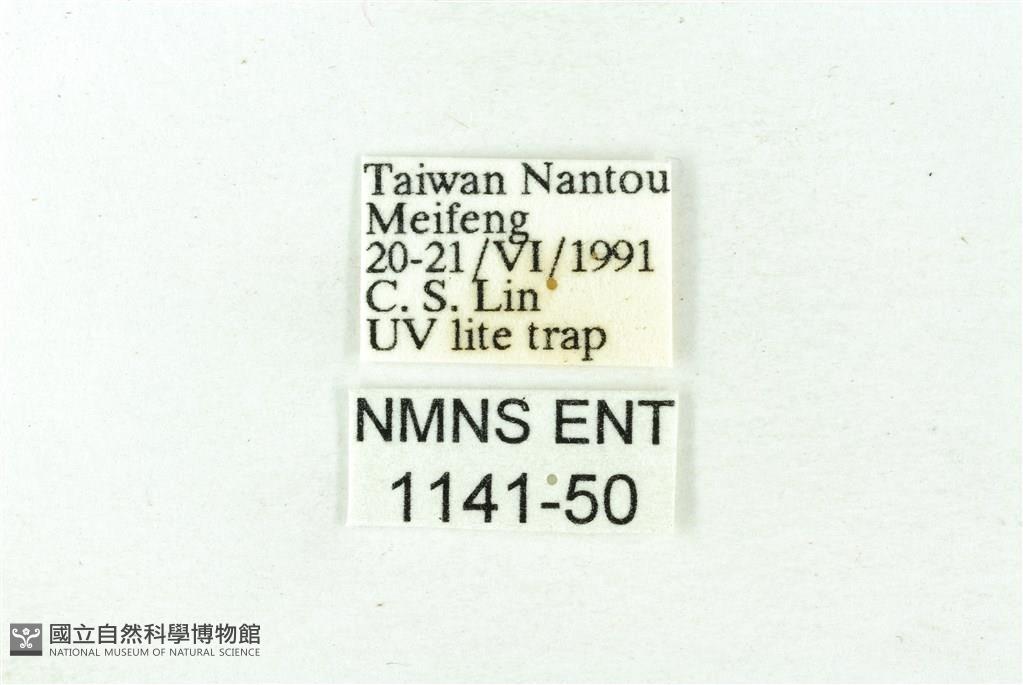 Taiwan Nantou
Meifeng
20-21/VI/1991
C. S. Lin
UV lite trap
NMNS ENT
1141-50
國立自然科學博物館
NATIONAL MUSEUM OF NATURAL SCIENCE